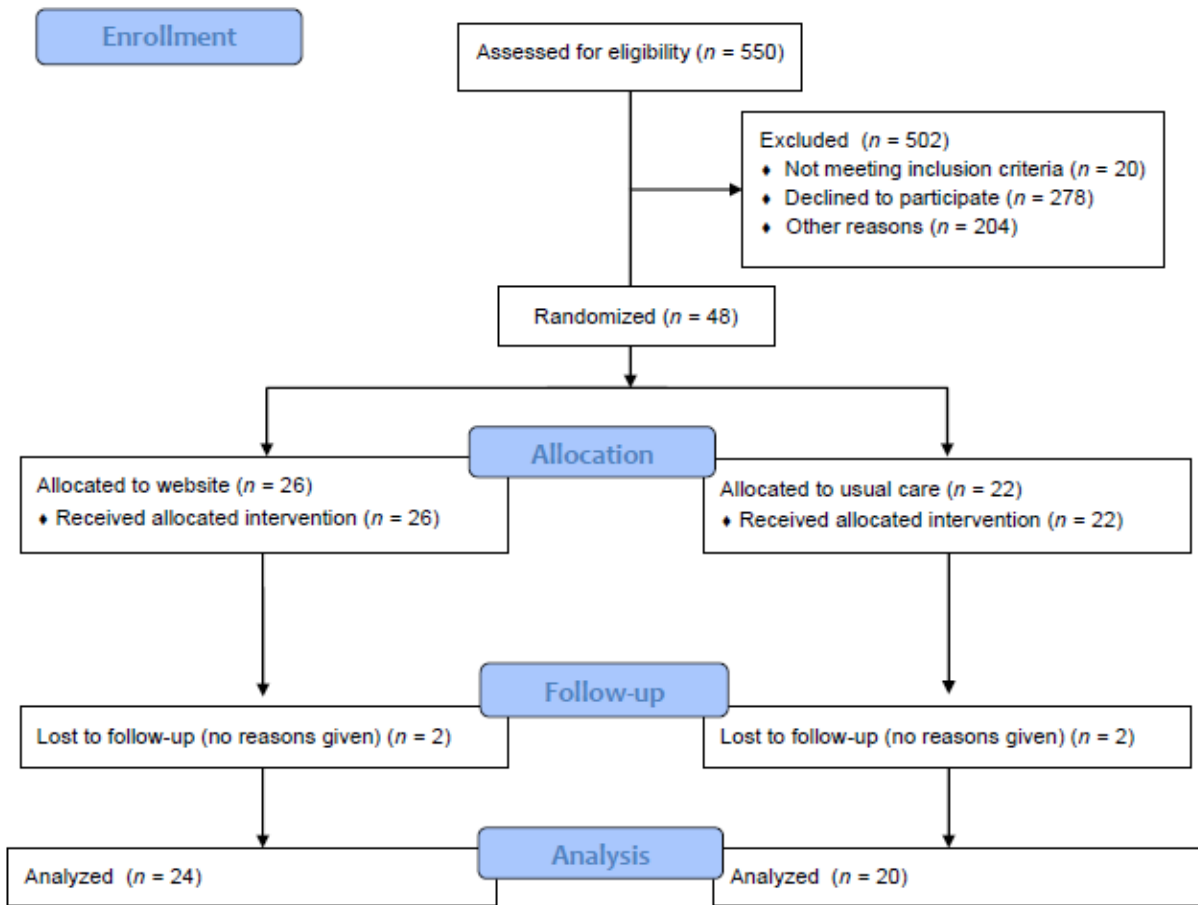 Enrollment
Assessed for eligibility (n = 550)
Excluded (n = 502)
♦ Not meeting inclusion criteria (n = 20)
♦ Declined to participate (n = 278)
♦ Other reasons (n = 204)
Randomized (n = 48)
Allocation
Allocated to website (n = 26)
♦ Received allocated intervention (n = 26)
Allocated to usual care (n = 22)
♦ Received allocated intervention (n = 22)
Follow-up
Lost to follow-up (no reasons given) (n = 2)
Lost to follow-up (no reasons given) (n = 2)
Analysis
Analyzed (n = 24)
Analyzed (n = 20)